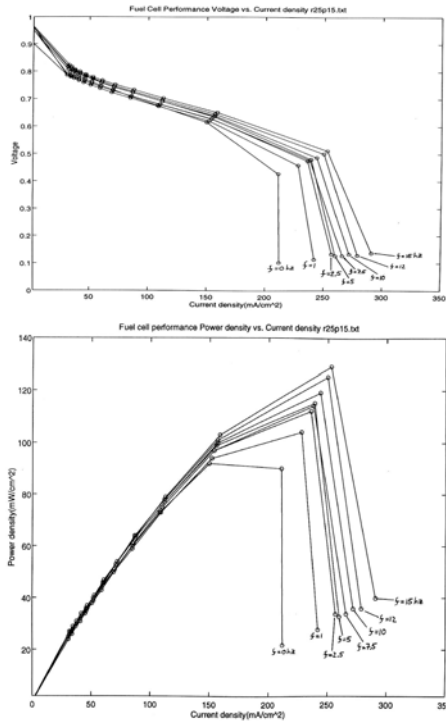 Fuel Cell Performance Voltage vs. Current density r25p15.txt
1
0.9
0.8
0.7
0.6
0.5
0.4
0.3
0.2
0.1
0
Voltage
f=0 hz
f=1
f=2.5
f=5
f=7.5
f=10
f=12
f=15 hz
50
100
150
200
250
300
350
Current density(mA/cm^2)
Fuel cell performance Power density vs. Current density r25p15.txt
140
120
100
80
60
40
20
Power density(mW/cm^2)
f=15 hz
f=12
f=10
f=7.5
f=5
f=2.5
f=1
f=0 hz
0
50
100
150
200
250
300
350
Current density(mA/cm^2)